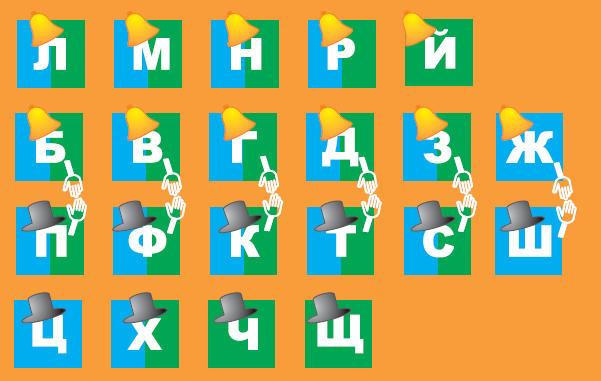 Л М Н Р Й
Б В Г Д З Ж
П Ф К Т С Ш
Ц Х Ч Щ